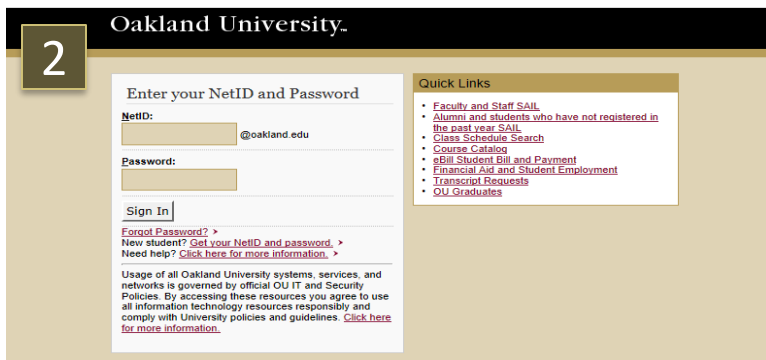 Oakland University™
2
Enter your NetID and Password
NetID:
@oakland.edu
Password:
Sign In
Forgot Password? >
New student? Get your NetID and password. >
Need help? Click here for more information. >
Usage of all Oakland University systems, services, and
networks is governed by official OU IT and Security
Policies. By accessing these resources you agree to use
all information technology resources responsibly and
comply with University policies and guidelines. Click here
for more information.
Quick Links
• Faculty and Staff SAIL
• Alumni and students who have not registered in
the past year SAIL
• Class Schedule Search
• Course Catalog
• eBill Student Bill and Payment
• Financial Aid and Student Employment
• Transcript Requests
• OU Graduates